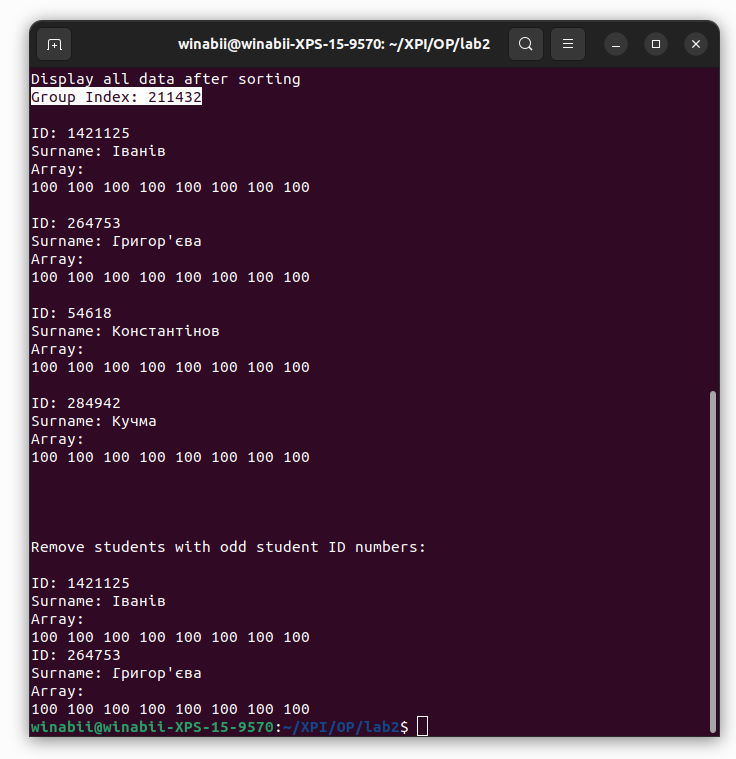 winabii@winabii-XPS-15-9570: ~/XPI/OP/lab2
Display all data after sorting
Group Index: 211432
ID: 1421125
Surname: Іванів
Array:
100 100 100 100 100 100 100 100
ID: 264753
Surname: Григор'єва
Array:
100 100 100 100 100 100 100 100
ID: 54618
Surname: Константінов
Array:
100 100 100 100 100 100 100 100
ID: 284942
Surname: Кучма
Array:
100 100 100 100 100 100 100 100
Remove students with odd student ID numbers:
ID: 1421125
Surname: Іванів
Array:
100 100 100 100 100 100 100 100
ID: 264753
Surname: Григор'єва
Array:
100 100 100 100 100 100 100 100
winabii@winabii-XPS-15-9570:~/XPI/OP/lab2$